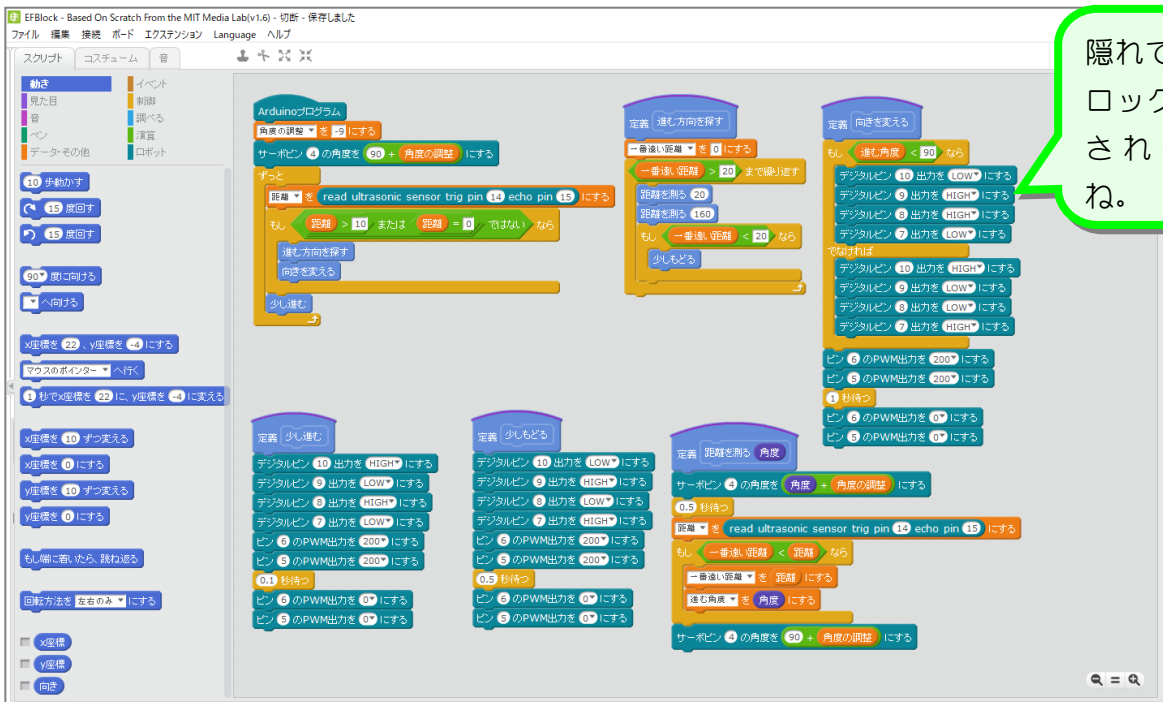 EFBlock - Based On Scratch From the MIT Media Lab(v1.6) - 切断 - 保存しました
ファイル 編集 接続 ボード エクステンション Language ヘルプ
スクリプト コスチューム 音
動き イベント
見た目 制御
音 調べる
ペン 演算
データ・その他 ロボット
10 歩動かす
15 度回す
15 度回す
90 度に向ける
へ向ける
x座標を 22 、y座標を -4 にする
マウスのポインター へ行く
1 秒でx座標を 22 に、y座標を -4 に変える
x座標を 10 ずつ変える
x座標を 0 にする
y座標を 10 ずつ変える
y座標を 0 にする
もし端に着いたら、跳ね返る
回転方法を 左右のみ にする
x座標
y座標
向き
Arduinoプログラム
角度の調整 を -9 にする
サーボピン 4 の角度を 90 + 角度の調整 にする
ずっと
距離 を read ultrasonic sensor trig pin 14 echo pin 15 にする
もし 距離 > 10 または 距離 = 0 ではない なら
進む方向を探す
向きを変える
少し進む
定義 進む方向を探す
一番遠い距離 を 0 にする
一番遠い距離 > 20 まで繰り返す
距離を測る 20
距離を測る 160
もし 一番遠い距離 < 20 なら
少しもどる
定義 向きを変える
もし 進む角度 < 90 なら
デジタルピン 10 出力を LOW にする
デジタルピン 9 出力を HIGH にする
デジタルピン 8 出力を HIGH にする
デジタルピン 7 出力を LOW にする
でなければ
デジタルピン 10 出力を HIGH にする
デジタルピン 9 出力を LOW にする
デジタルピン 8 出力を LOW にする
デジタルピン 7 出力を HIGH にする
ピン 6 のPWM出力を 200 にする
ピン 5 のPWM出力を 200 にする
1 秒待つ
ピン 6 のPWM出力を 0 にする
ピン 5 のPWM出力を 0 にする
隠れて
ロック
され
ね。
定義 少し進む
デジタルピン 10 出力を HIGH にする
デジタルピン 9 出力を LOW にする
デジタルピン 8 出力を HIGH にする
デジタルピン 7 出力を LOW にする
ピン 6 のPWM出力を 200 にする
ピン 5 のPWM出力を 200 にする
0.1 秒待つ
ピン 6 のPWM出力を 0 にする
ピン 5 のPWM出力を 0 にする
定義 少しもどる
デジタルピン 10 出力を LOW にする
デジタルピン 9 出力を HIGH にする
デジタルピン 8 出力を LOW にする
デジタルピン 7 出力を HIGH にする
ピン 6 のPWM出力を 200 にする
ピン 5 のPWM出力を 200 にする
0.5 秒待つ
ピン 6 のPWM出力を 0 にする
ピン 5 のPWM出力を 0 にする
定義 距離を測る 角度
サーボピン 4 の角度を 角度 + 角度の調整 にする
0.5 秒待つ
距離 を read ultrasonic sensor trig pin 14 echo pin 15 にする
もし 一番遠い距離 < 距離 なら
一番遠い距離 を 距離 にする
進む角度 を 角度 にする
サーボピン 4 の角度を 90 + 角度の調整 にする